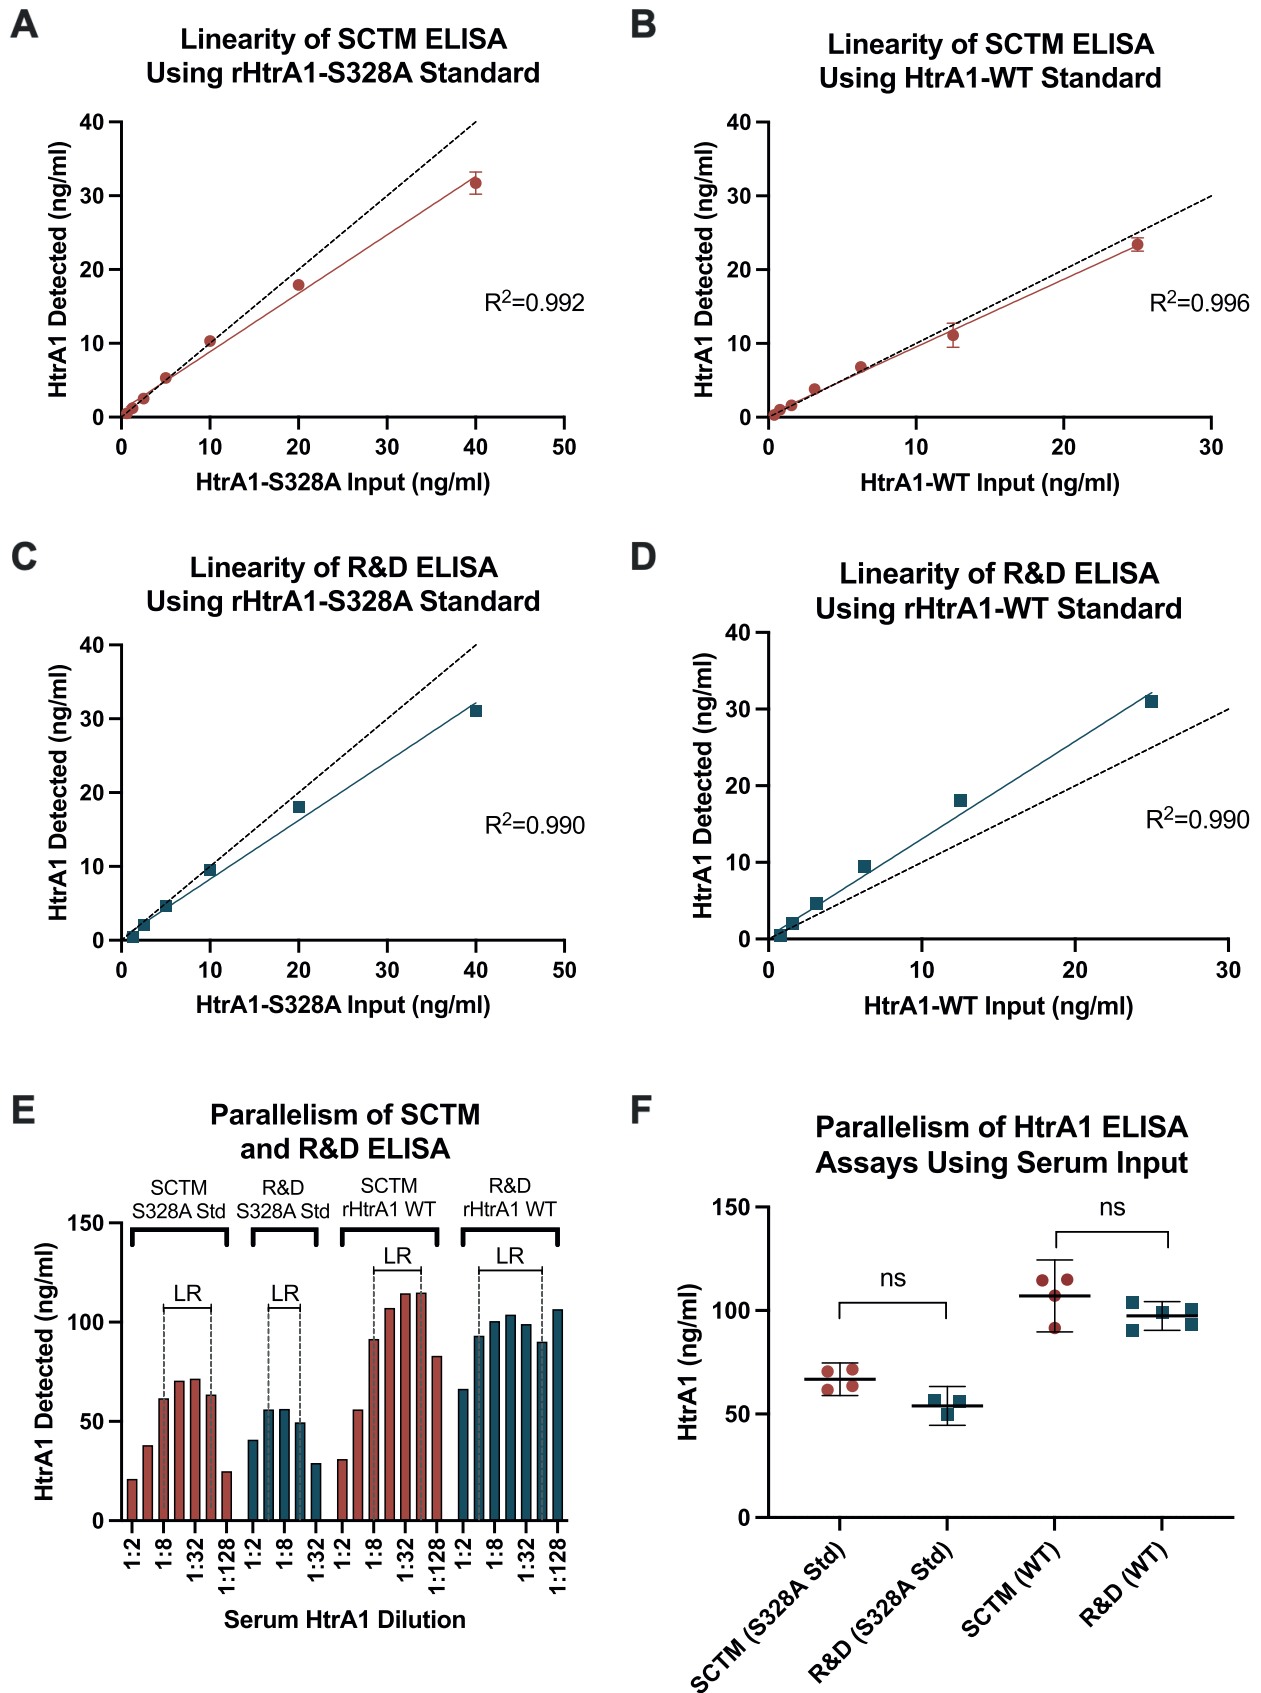 A
Linearity of SCTM ELISA
Using rHtrA1-S328A Standard
HtrA1 Detected (ng/ml)
40
30
20
10
0
R2=0.992
0 10 20 30 40 50
HtrA1-S328A Input (ng/ml)
B
Linearity of SCTM ELISA
Using HtrA1-WT Standard
HtrA1 Detected (ng/ml)
40
30
20
10
0
R2=0.996
0 10 20 30
HtrA1-WT Input (ng/ml)
C
Linearity of R&D ELISA
Using rHtrA1-S328A Standard
HtrA1 Detected (ng/ml)
40
30
20
10
0
R2=0.990
0 10 20 30 40 50
HtrA1-S328A Input (ng/ml)
D
Linearity of R&D ELISA
Using rHtrA1-WT Standard
HtrA1 Detected (ng/ml)
40
30
20
10
0
R2=0.990
0 10 20 30
HtrA1-WT Input (ng/ml)
E
Parallelism of SCTM
and R&D ELISA
SCTM
S328A Std
R&D
S328A Std
SCTM
rHtrA1 WT
R&D
rHtrA1 WT
HtrA1 Detected (ng/ml)
150
100
50
0
LR
LR
LR
LR
1:2 1:8 1:32 1:128 1:2 1:8 1:32 1:2 1:8 1:32 1:128 1:2 1:8 1:32 1:128
Serum HtrA1 Dilution
F
Parallelism of HtrA1 ELISA
Assays Using Serum Input
HtrA1 (ng/ml)
150
100
50
0
ns
ns
SCTM (S328A Std)
R&D (S328A Std)
SCTM (WT)
R&D (WT)